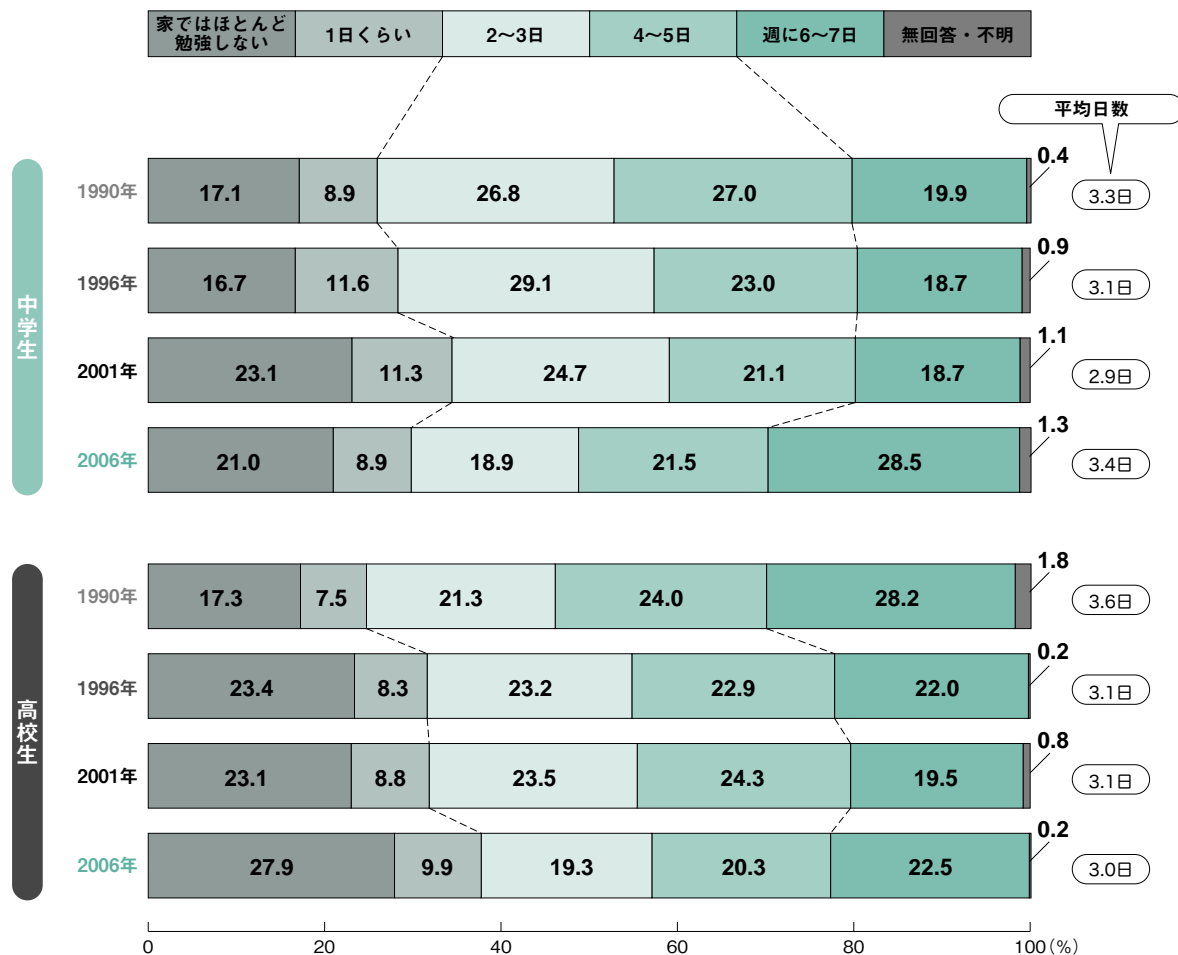 家ではほとんど
勉強しない
1日くらい
2〜3日
4〜5日
週に6〜7日
無回答・不明
平均日数
中学生
1990年
17.1
8.9
26.8
27.0
19.9
0.4
3.3日
1996年
16.7
11.6
29.1
23.0
18.7
0.9
3.1日
2001年
23.1
11.3
24.7
21.1
18.7
1.1
2.9日
2006年
21.0
8.9
18.9
21.5
28.5
1.3
3.4日
高校生
1990年
17.3
7.5
21.3
24.0
28.2
1.8
3.6日
1996年
23.4
8.3
23.2
22.9
22.0
0.2
3.1日
2001年
23.1
8.8
23.5
24.3
19.5
0.8
3.1日
2006年
27.9
9.9
19.3
20.3
22.5
0.2
3.0日
0
20
40
60
80
100(%)